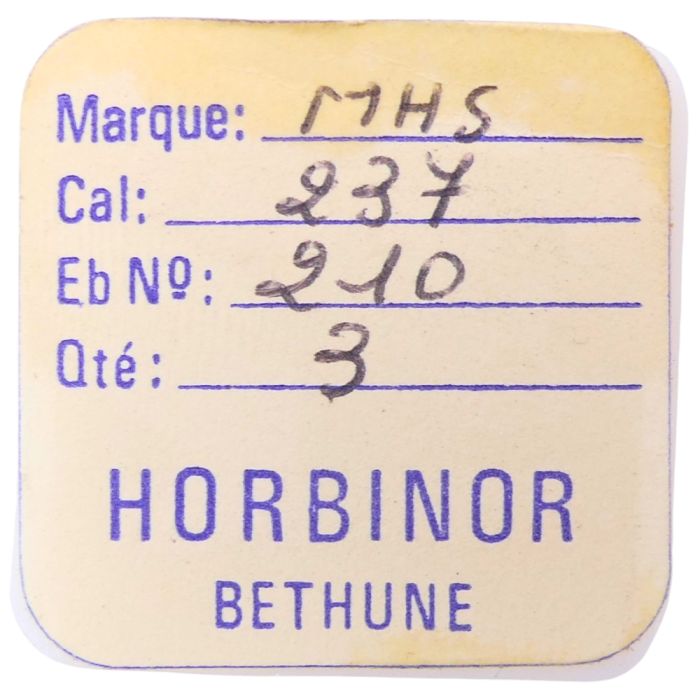 Marque: MHS
Cal: 237
Eb Nº: 210
Qté: 3
HORBINOR
BETHUNE